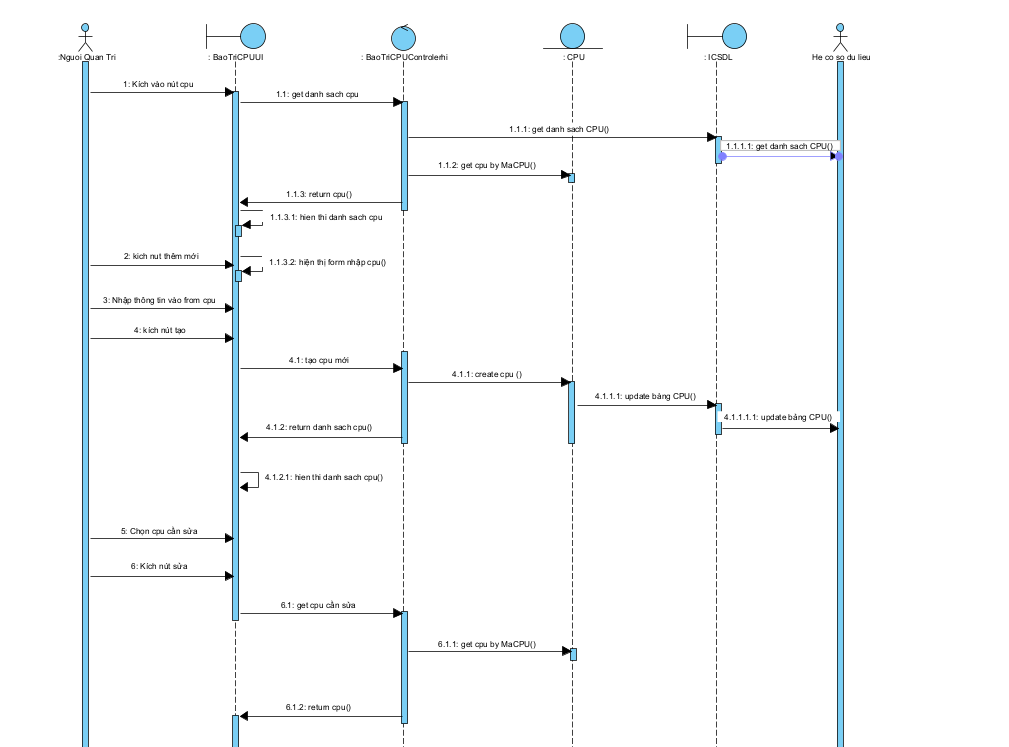 :Nguoi Quan Tri
: BaoTriCPUUI
: BaoTriCPUControlerhi
: CPU
: ICSDL
He co so du lieu
1: Kích vào nút cpu
1.1: get danh sach cpu
1.1.1: get danh sach CPU()
1.1.1.1: get danh sach CPU()
1.1.2: get cpu by MaCPU()
1.1.3: return cpu()
1.1.3.1: hien thi danh sach cpu
2: kich nut thêm mới
1.1.3.2: hiện thị form nhập cpu()
3: Nhập thông tin vào from cpu
4: kích nút tạo
4.1: tạo cpu mới
4.1.1: create cpu ()
4.1.1.1: update bảng CPU()
4.1.1.1.1: update bảng CPU()
4.1.2: return danh sach cpu()
4.1.2.1: hien thi danh sach cpu()
5: Chọn cpu cần sửa
6: Kích nút sửa
6.1: get cpu cần sửa
6.1.1: get cpu by MaCPU()
6.1.2: return cpu()